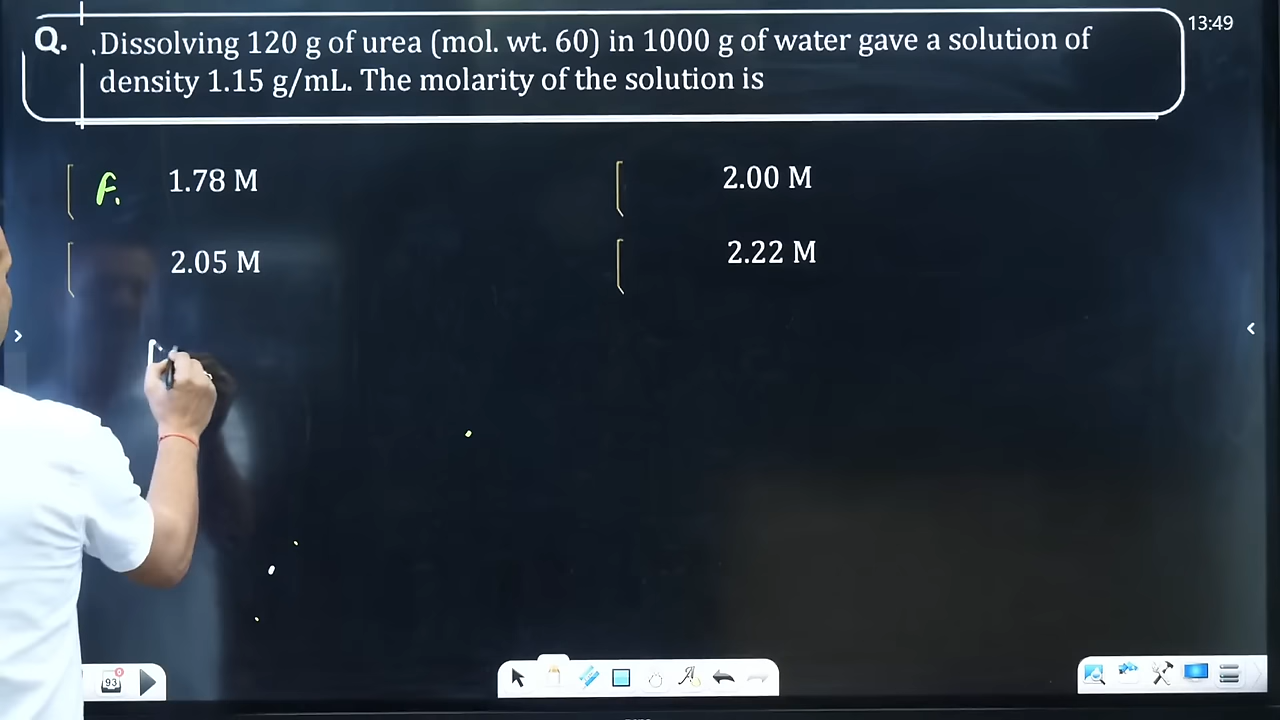 13:49
Q. Dissolving 120 g of urea (mol. wt. 60) in 1000 g of water gave a solution of
density 1.15 g/mL. The molarity of the solution is
1.78 M
2.00 M
2.05 M
2.22 M
93